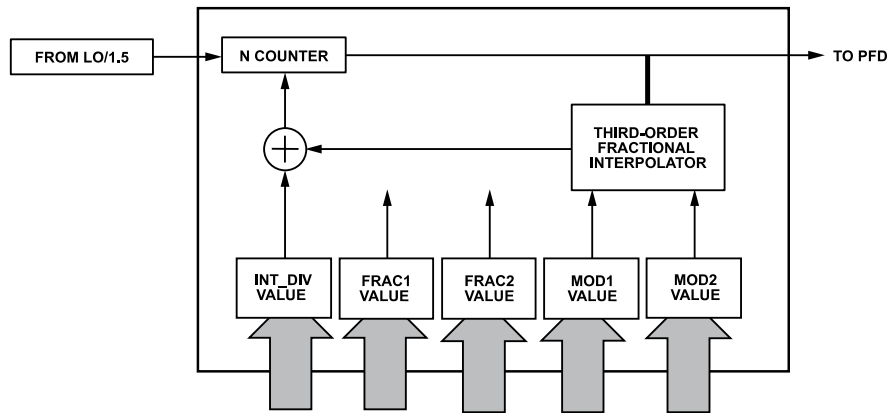 FROM LO/1.5
N COUNTER
TO PFD
THIRD-ORDER
FRACTIONAL
INTERPOLATOR
INT_DIV
VALUE
FRAC1
VALUE
FRAC2
VALUE
MOD1
VALUE
MOD2
VALUE